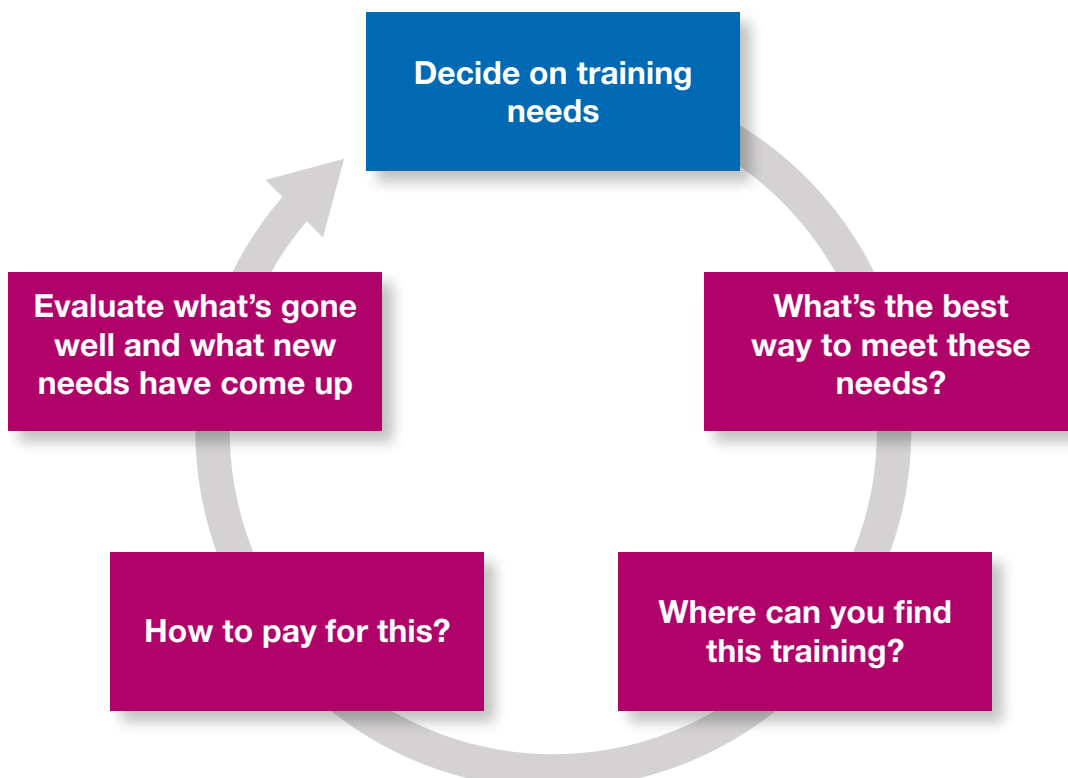 Decide on training
needs
What’s the best
way to meet these
needs?
Where can you find
this training?
How to pay for this?
Evaluate what’s gone
well and what new
needs have come up